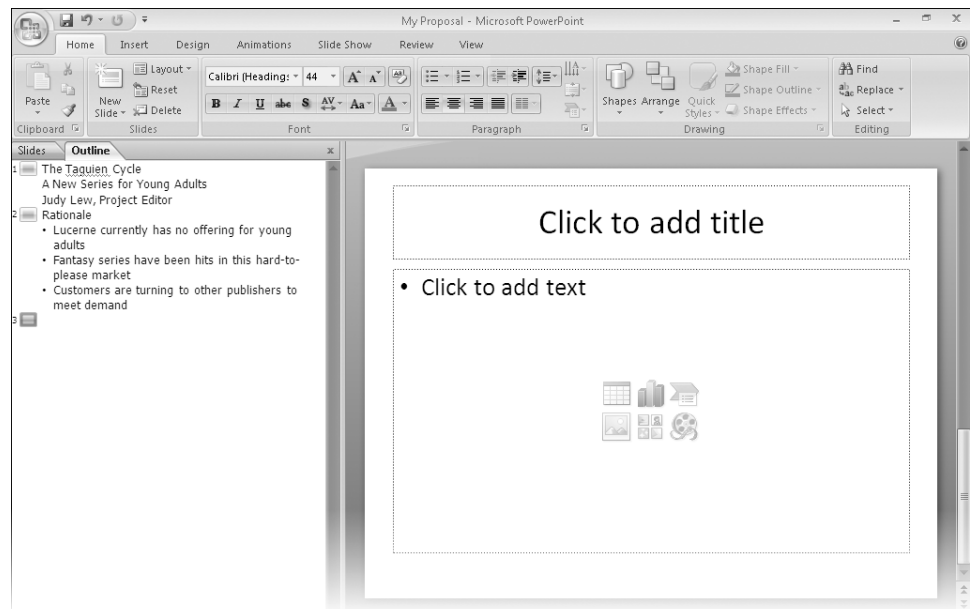 My Proposal - Microsoft PowerPoint
Home Insert Design Animations Slide Show Review View
Paste
Clipboard
New Slide
Layout
Reset
Delete
Slides
Calibri (Heading: 44
B I U abe S AV Aa A
Font
Paragraph
Shapes Arrange Quick Styles
Shape Fill
Shape Outline
Shape Effects
Drawing
Find
Replace
Select
Editing
Slides Outline x
1 The Taguien Cycle
A New Series for Young Adults
Judy Lew, Project Editor
2 Rationale
• Lucerne currently has no offering for young
adults
• Fantasy series have been hits in this hard-to-
please market
• Customers are turning to other publishers to
meet demand
3
Click to add title
• Click to add text